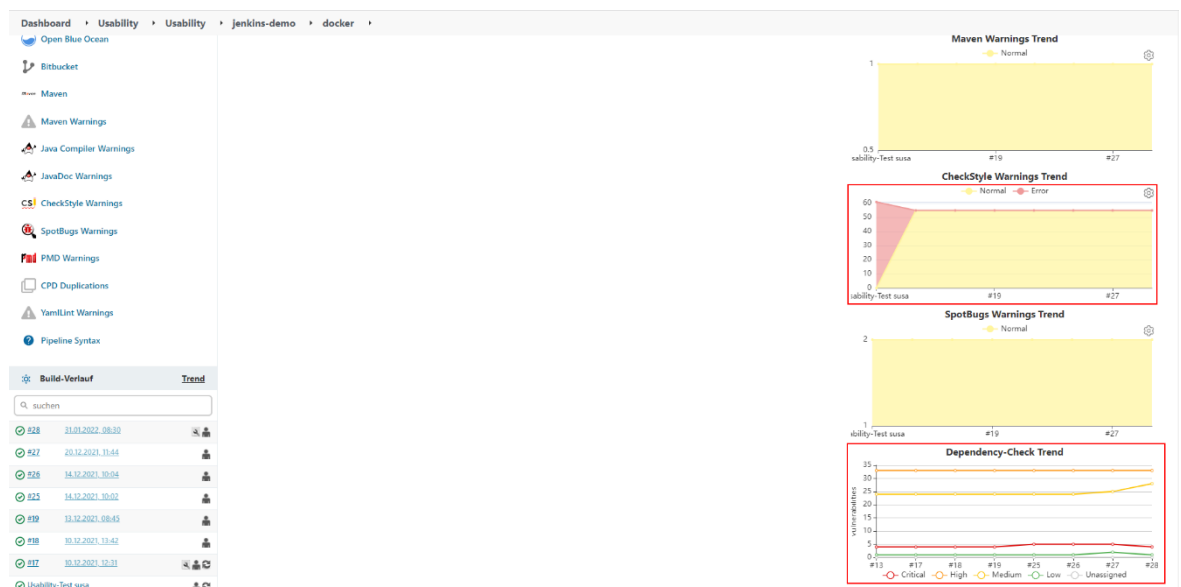 Dashboard Usability Usability jenkins-demo docker
Open Blue Ocean
Bitbucket
Maven
Maven Warnings
Java Compiler Warnings
JavaDoc Warnings
CS! CheckStyle Warnings
SpotBugs Warnings
PMD Warnings
CPD Duplications
YamlLint Warnings
Pipeline Syntax
Build-Verlauf Trend
suchen
#28 31.01.2022, 08:30
#27 20.12.2021, 11:44
#26 14.12.2021, 10:04
#25 14.12.2021, 10:02
#19 13.12.2021, 08:45
#18 10.12.2021, 13:42
#17 10.12.2021, 12:31
Usability-Test susa
Maven Warnings Trend
Normal
1
0.5
sability-Test susa #19 #27
CheckStyle Warnings Trend
Normal Error
60
50
40
30
20
10
0
sability-Test susa #19 #27
SpotBugs Warnings Trend
Normal
2
1
bility-Test susa #19 #27
Dependency-Check Trend
vulnerabilities
35
30
25
20
15
10
5
0
#13 #17 #18 #19 #25 #26 #27 #28
Critical High Medium Low Unassigned